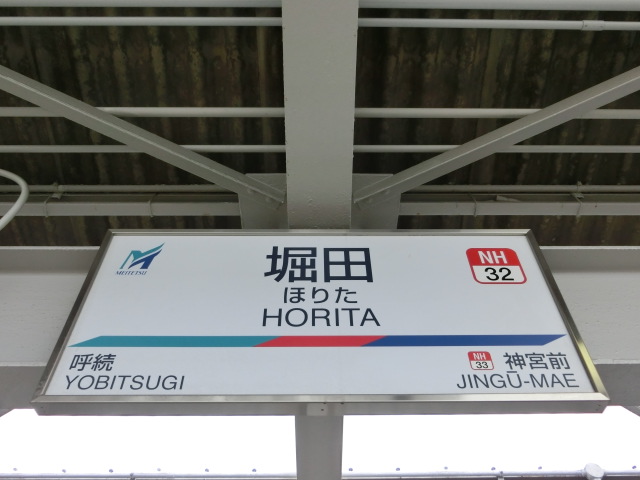 MEITETSU
堀田
ほりた
HORITA
NH
32
呼続
YOBITSUGI
NH
33
神宮前
JINGŪ-MAE